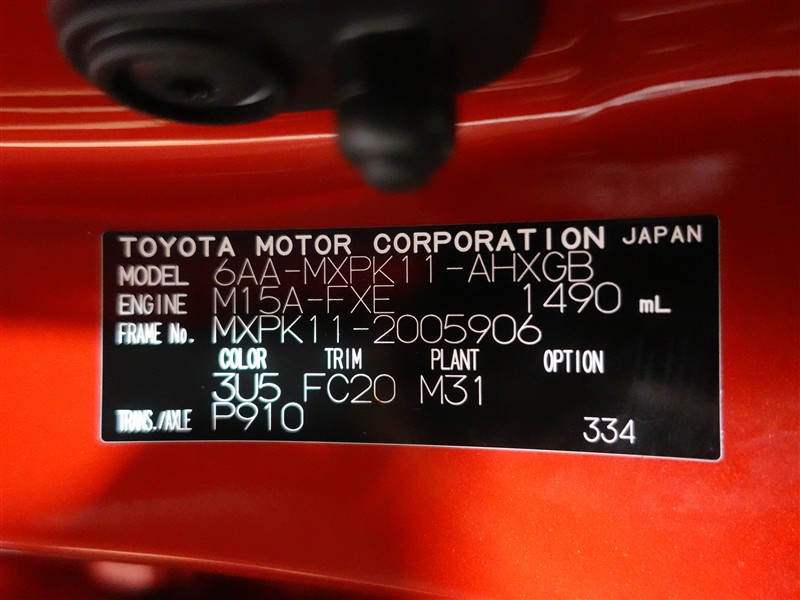 TOYOTA MOTOR CORPORATION JAPAN
MODEL 6AA-MXPK11-AHXGB
ENGINE M15A-FXE 1490 mL
FRAME No. MXPK11-2005906
COLOR TRIM PLANT OPTION
3U5 FC20 M31
TRANS./AXLE P910
334